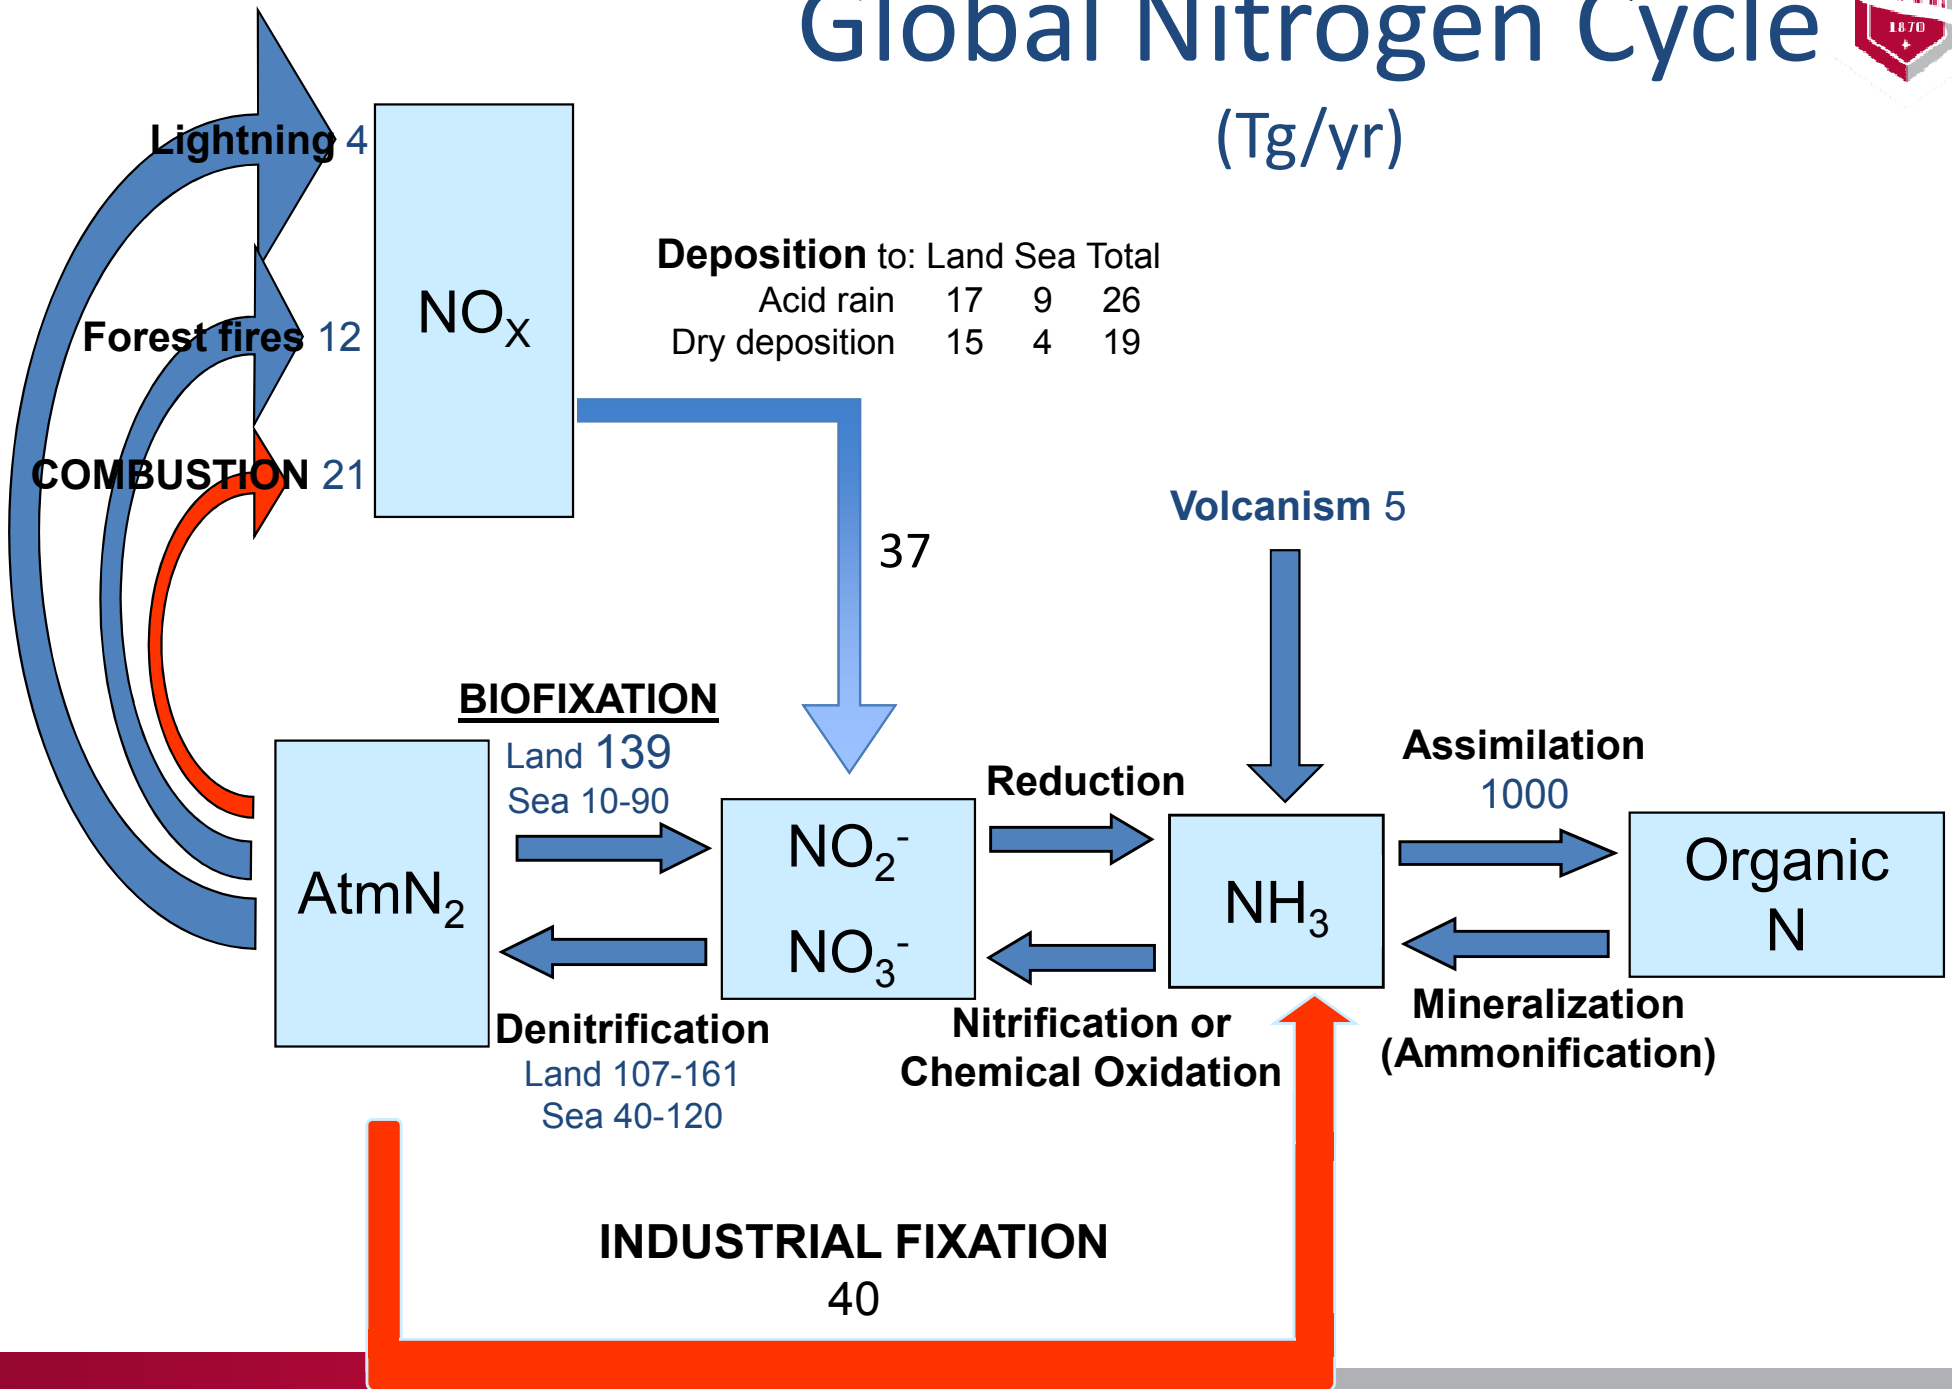 Global Nitrogen Cycle
1870
(Tg/yr)
Lightning 4
Forest fires 12
COMBUSTION 21
NOX
Deposition to: Land Sea Total
Acid rain 17 9 26
Dry deposition 15 4 19
37
Volcanism 5
BIOFIXATION
Land 139
Sea 10-90
Reduction
Assimilation
1000
AtmN2
NO2-
NO3-
NH3
Organic
N
Denitrification
Land 107-161
Sea 40-120
Nitrification or
Chemical Oxidation
Mineralization
(Ammonification)
INDUSTRIAL FIXATION
40